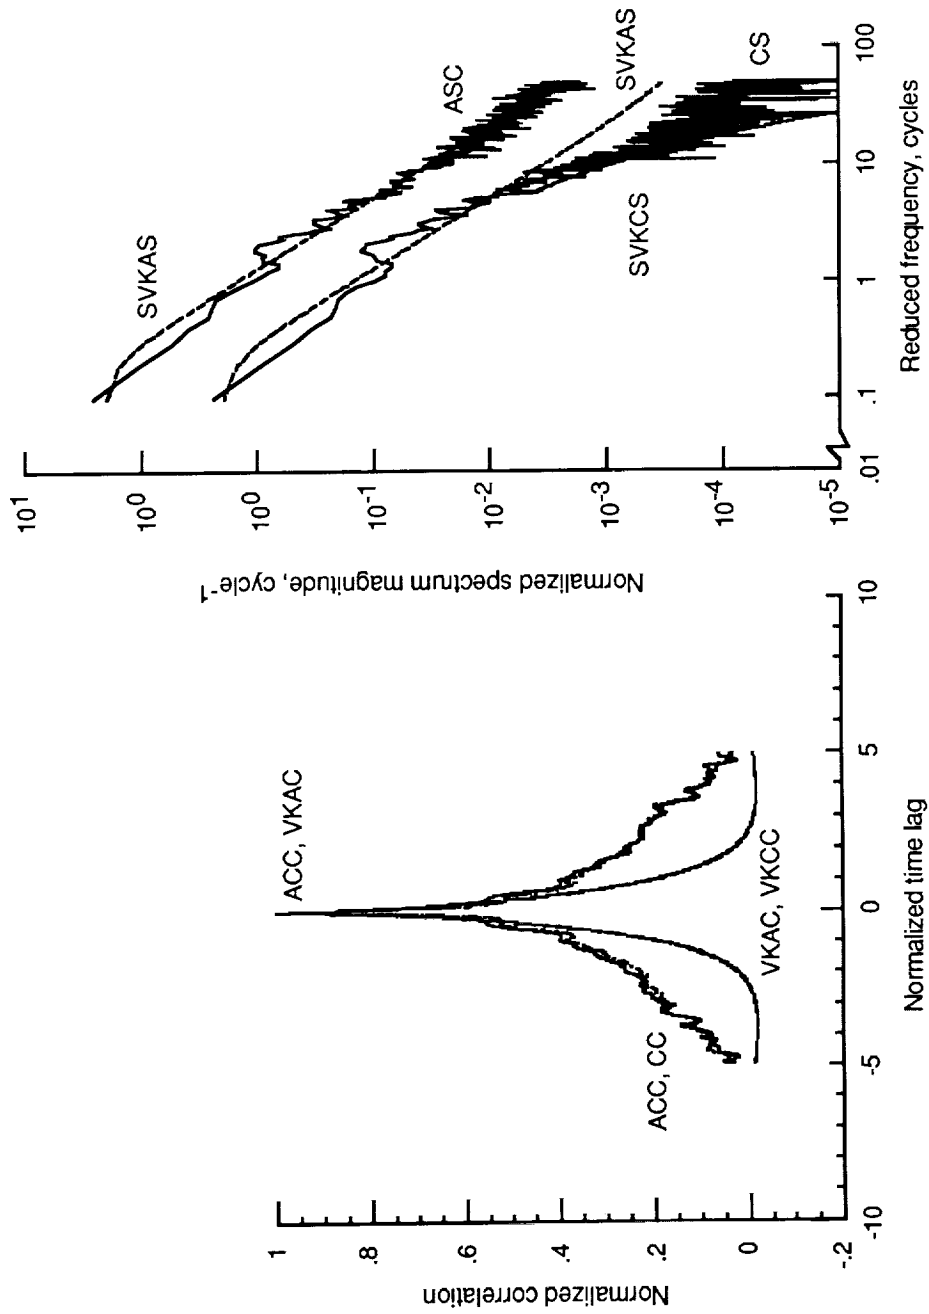 Normalized correlation
1
.8
.6
.4
.2
0
-.2
-10
-5
0
5
10
Normalized time lag
ACC, VKAC
ACC, CC
VKAC, VKCC
Normalized spectrum magnitude, cycle-1
10 1
10 0
10 0
10 -1
10 -2
10 -3
10 -4
10 -5
.01
.1
1
10
100
Reduced frequency, cycles
SVKAS
ASC
SVKAS
SVKCS
CS